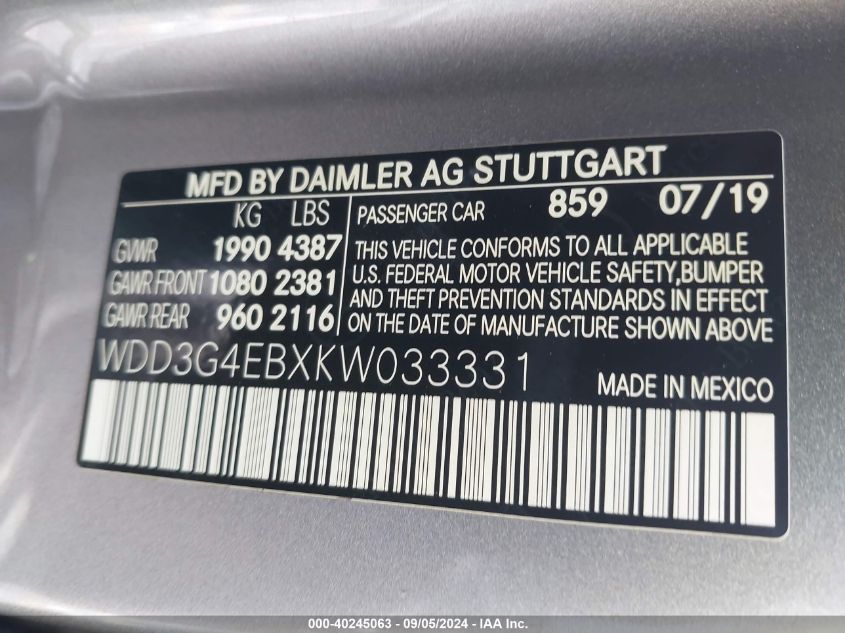 MFD BY DAIMLER AG STUTTGART
KG LBS
GVWR 1990 4387
GAWR FRONT 1080 2381
GAWR REAR 960 2116
PASSENGER CAR 859 07/19
THIS VEHICLE CONFORMS TO ALL APPLICABLE
U.S. FEDERAL MOTOR VEHICLE SAFETY,BUMPER
AND THEFT PREVENTION STANDARDS IN EFFECT
ON THE DATE OF MANUFACTURE SHOWN ABOVE
WDD3G4EBXKW033331
MADE IN MEXICO
000-40245063 - 09/05/2024 - IAA Inc.